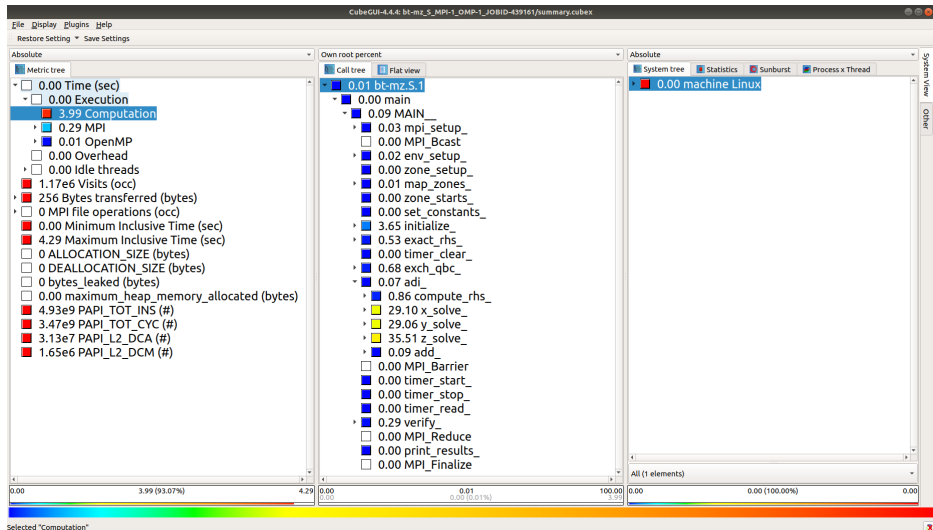 CubeGUI-4.4.4: bt-mz_S_MPI-1_OMP-1_JOBID-439161/summary.cubex
File Display Plugins Help
Restore Setting Save Settings
Absolute
Metric tree
0.00 Time (sec)
0.00 Execution
3.99 Computation
0.29 MPI
0.01 OpenMP
0.00 Overhead
0.00 Idle threads
1.17e6 Visits (occ)
256 Bytes transferred (bytes)
0 MPI file operations (occ)
0.00 Minimum Inclusive Time (sec)
4.29 Maximum Inclusive Time (sec)
0 ALLOCATION_SIZE (bytes)
0 DEALLOCATION_SIZE (bytes)
0 bytes_leaked (bytes)
0.00 maximum_heap_memory_allocated (bytes)
4.93e9 PAPI_TOT_INS (#)
3.47e9 PAPI_TOT_CYC (#)
3.13e7 PAPI_L2_DCA (#)
1.65e6 PAPI_L2_DCM (#)
0.00 3.99 (93.07%) 4.29
Own root percent
Call tree Flat view
0.01 bt-mz.S.1
0.00 main
0.09 MAIN__
0.03 mpi_setup_
0.00 MPI_Bcast
0.02 env_setup_
0.00 zone_setup_
0.01 map_zones_
0.00 zone_starts_
0.00 set_constants_
3.65 initialize_
0.53 exact_rhs_
0.00 timer_clear_
0.68 exch_qbc_
0.07 adi_
0.86 compute_rhs_
29.10 x_solve_
29.06 y_solve_
35.51 z_solve_
0.09 add_
0.00 MPI_Barrier
0.00 timer_start_
0.00 timer_stop_
0.00 timer_read_
0.29 verify_
0.00 MPI_Reduce
0.00 print_results_
0.00 MPI_Finalize
0.00 0.01 100.00
0.00 0.00 (0.01%) 3.99
Absolute
System tree Statistics Sunburst Process x Thread
0.00 machine Linux
All (1 elements)
0.00 0.00 (100.00%) 0.00
System View
Other
Selected "Computation"